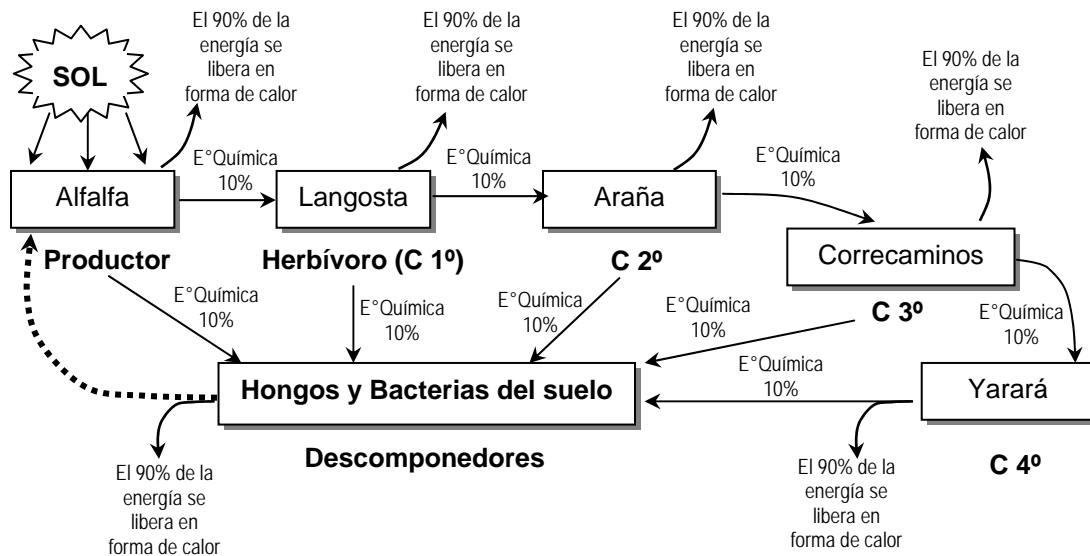 El 90% de la
energía se
libera en
forma de calor
El 90% de la
energía se
libera en
forma de calor
El 90% de la
energía se
libera en
forma de calor
El 90% de la
energía se
libera en
forma de calor
SOL
E°Química
10%
E°Química
10%
E°Química
10%
Alfalfa
Langosta
Araña
Correcaminos
Productor
Herbívoro (C 1º)
C 2º
C 3º
E°Química
10%
E°Química
10%
E°Química
10%
E°Química
10%
E°Química
10%
E°Química
10%
Hongos y Bacterias del suelo
Yarará
Descomponedores
C 4º
El 90% de la
energía se
libera en
forma de calor
El 90% de la
energía se
libera en
forma de calor